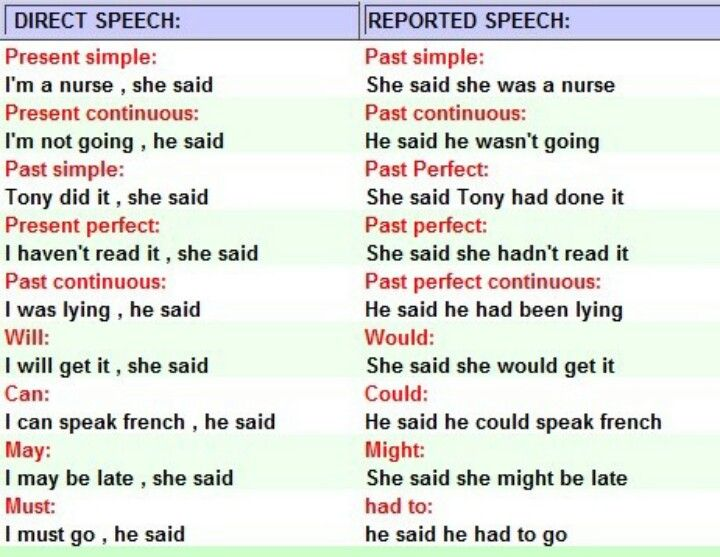 DIRECT SPEECH:
REPORTED SPEECH:
Present simple:
Past simple:
I'm a nurse , she said
She said she was a nurse
Present continuous:
Past continuous:
I'm not going , he said
He said he wasn't going
Past simple:
Past Perfect:
Tony did it , she said
She said Tony had done it
Present perfect:
Past perfect:
I haven't read it , she said
She said she hadn't read it
Past continuous:
Past perfect continuous:
I was lying , he said
He said he had been lying
Will:
Would:
I will get it , she said
She said she would get it
Can:
Could:
I can speak french , he said
He said he could speak french
May:
Might:
I may be late , she said
She said she might be late
Must:
had to:
I must go , he said
he said he had to go